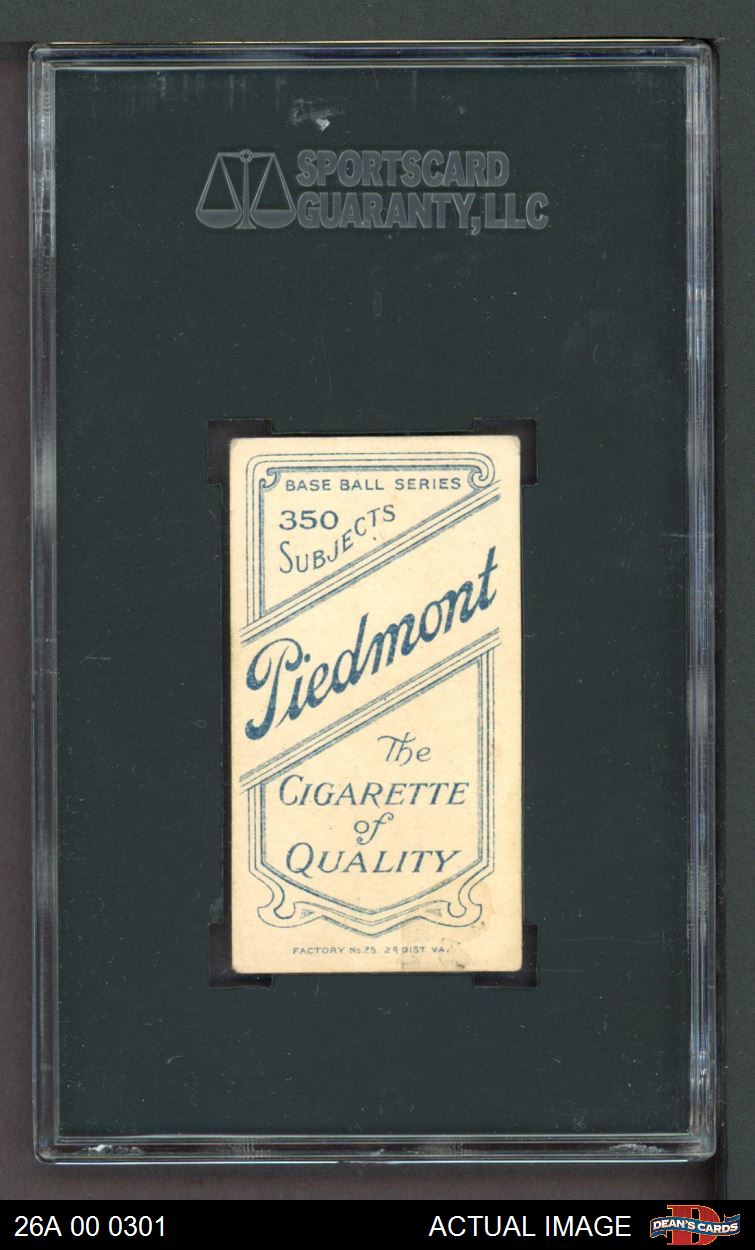 SPORTSCARD
GUARANTY, LLC
BASE BALL SERIES
350
SUBJECTS
Piedmont
The
CIGARETTE
of
QUALITY
FACTORY No 25. 2d DIST. VA.
26A 00 0301
ACTUAL IMAGE
D
DEAN'S CARDS